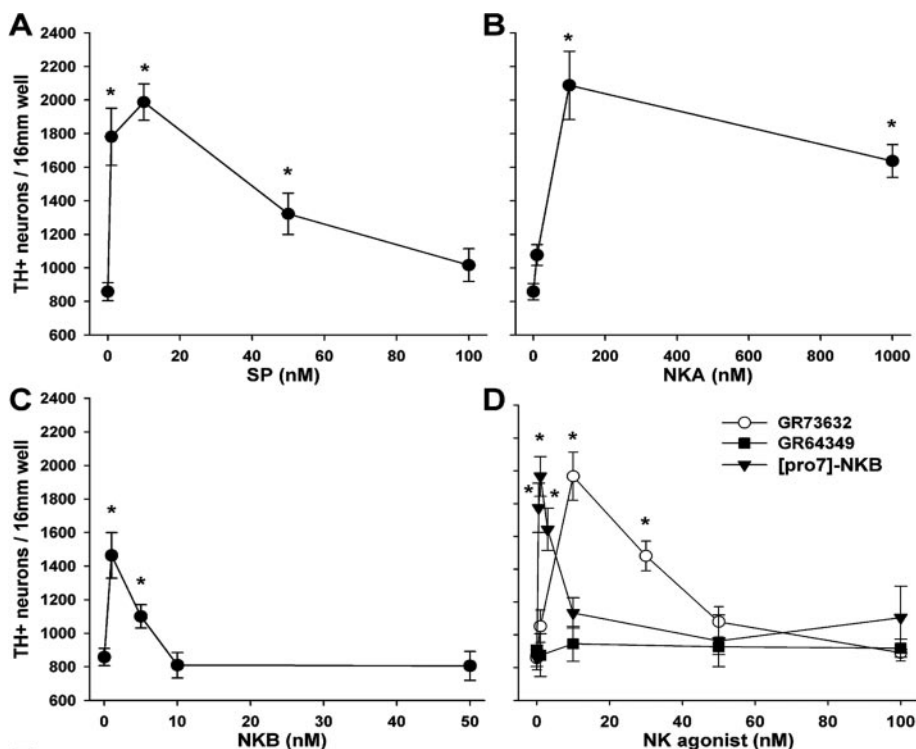 A
TH+ neurons / 16mm well
2400
2200
2000
1800
1600
1400
1200
1000
800
600
* * *
0 20 40 60 80 100
SP (nM)
B
* *
0 200 400 600 800 1000
NKA (nM)
C
TH+ neurons / 16mm well
2400
2200
2000
1800
1600
1400
1200
1000
800
600
* *
0 10 20 30 40 50
NKB (nM)
D
GR73632
GR64349
[pro7]-NKB
* * * * *
0 20 40 60 80 100
NK agonist (nM)